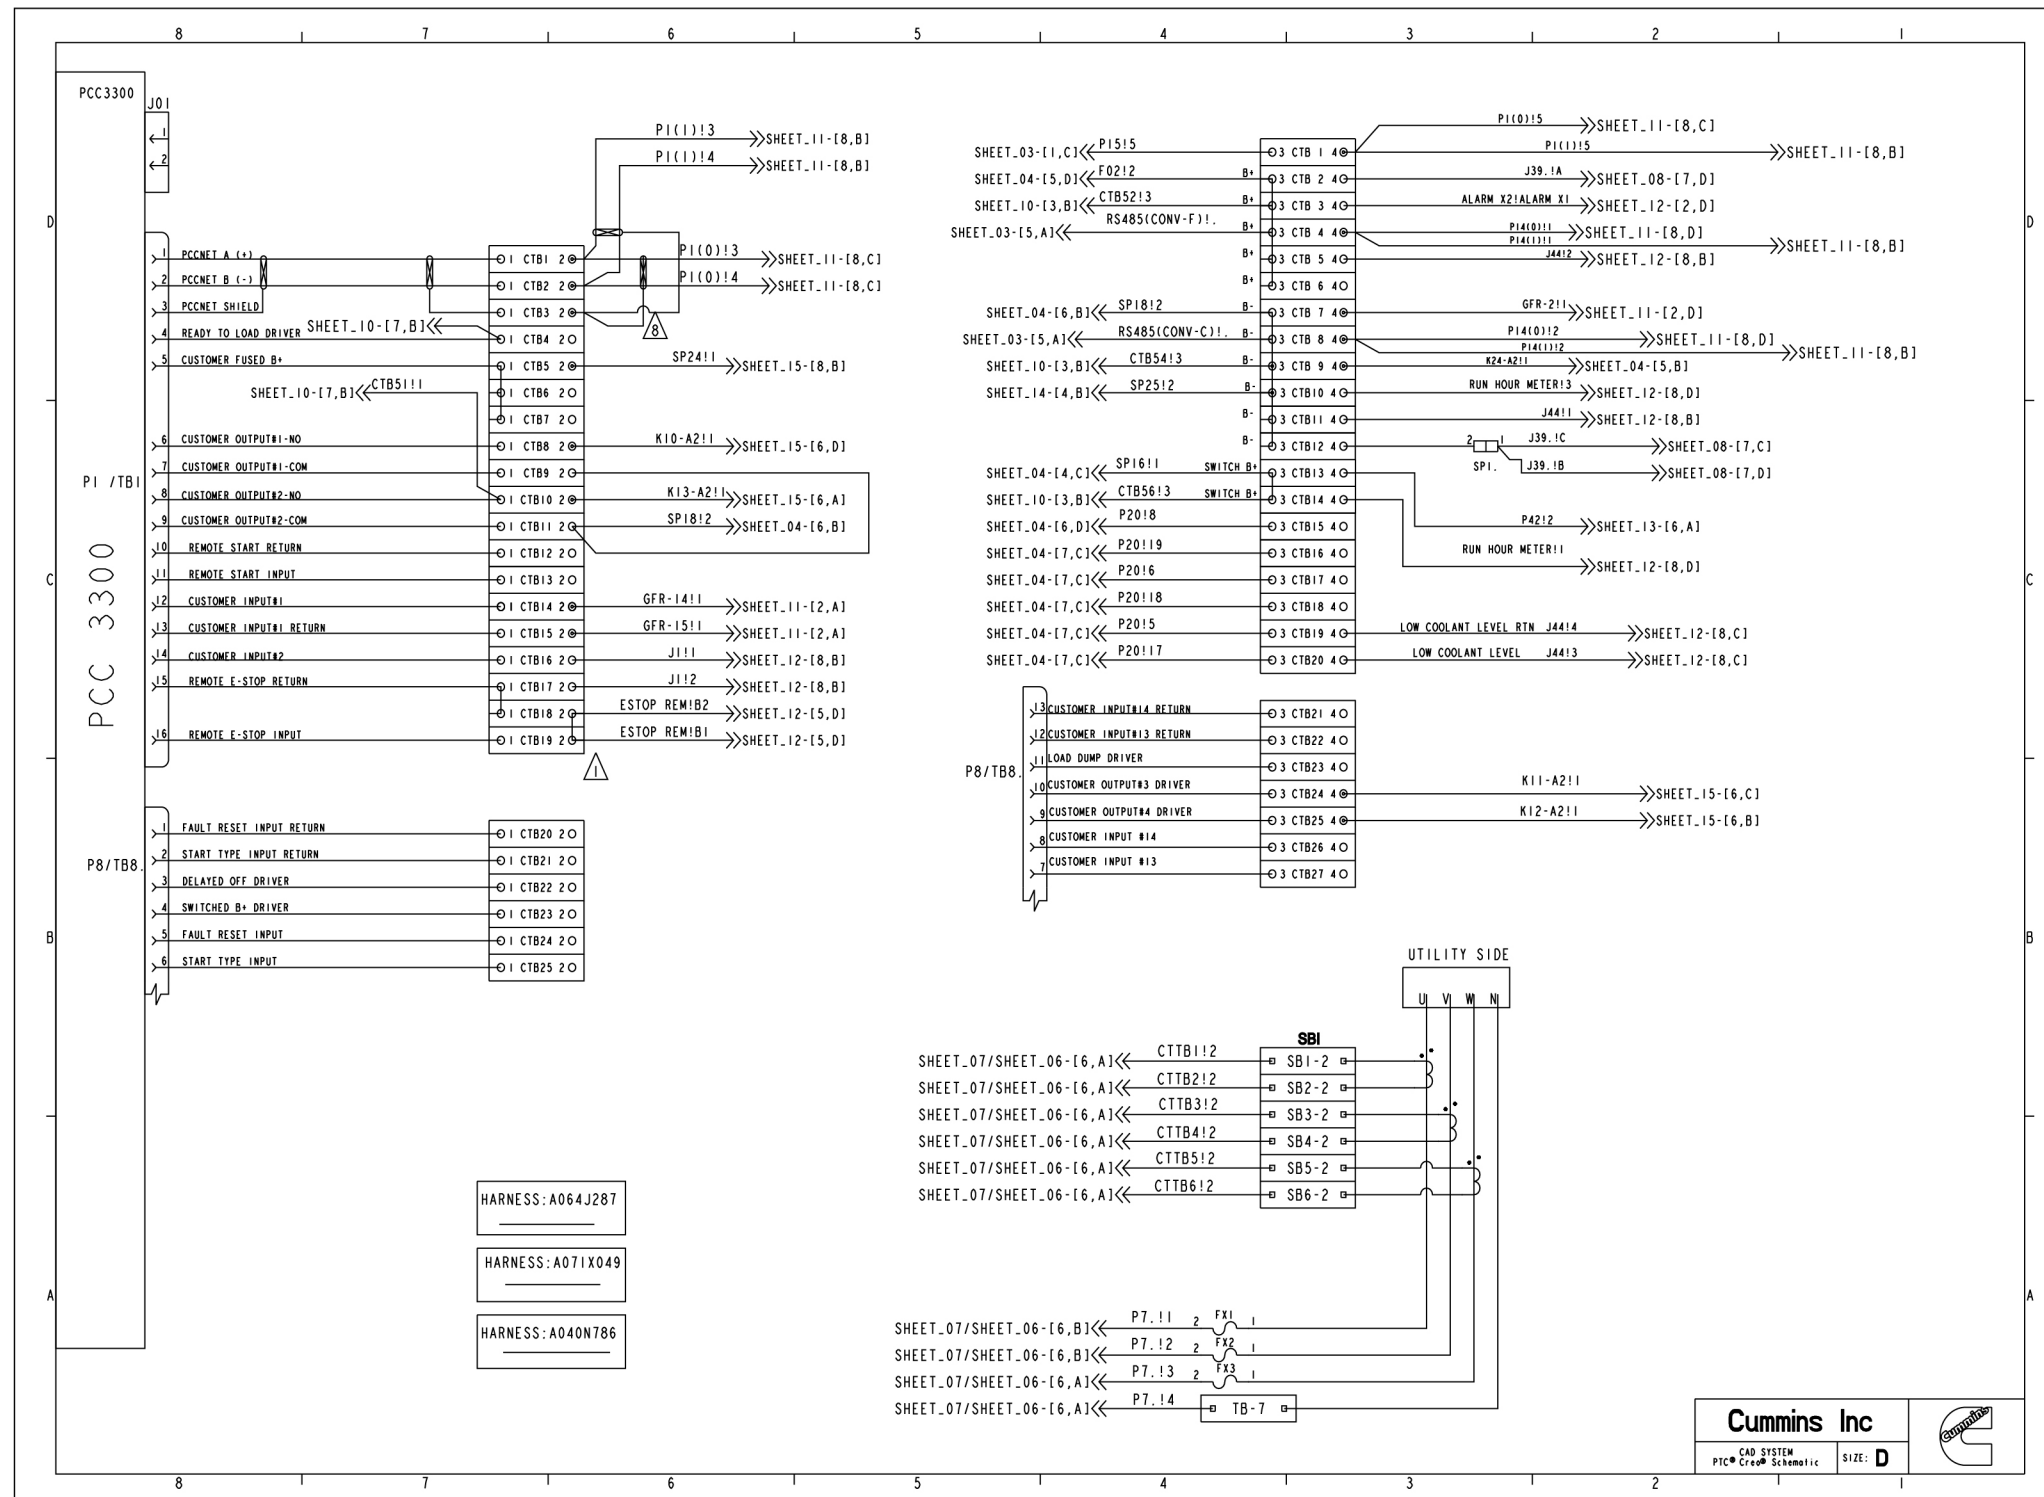 8 7 6 5 4 3 2 1
PCC3300
J01
1
2
D
D
C
C
B
B
A
A
P1 /TB1
PCC 3300
P8/TB8.
1 PCCNET A (+)
2 PCCNET B (-)
3 PCCNET SHIELD
4 READY TO LOAD DRIVER
5 CUSTOMER FUSED B+
6 CUSTOMER OUTPUT#1-NO
7 CUSTOMER OUTPUT#1-COM
8 CUSTOMER OUTPUT#2-NO
9 CUSTOMER OUTPUT#2-COM
10 REMOTE START RETURN
11 REMOTE START INPUT
12 CUSTOMER INPUT#1
13 CUSTOMER INPUT#1 RETURN
14 CUSTOMER INPUT#2
15 REMOTE E-STOP RETURN
16 REMOTE E-STOP INPUT
SHEET_10-[7,B]
SHEET_10-[7,B] CTB51!1
1 CTB1 2
1 CTB2 2
1 CTB3 2
1 CTB4 2
1 CTB5 2
1 CTB6 2
1 CTB7 2
1 CTB8 2
1 CTB9 2
1 CTB10 2
1 CTB11 2
1 CTB12 2
1 CTB13 2
1 CTB14 2
1 CTB15 2
1 CTB16 2
1 CTB17 2
1 CTB18 2
1 CTB19 2
P1(1)!3 SHEET_11-[8,B]
P1(1)!4 SHEET_11-[8,B]
P1(0)!3 SHEET_11-[8,C]
P1(0)!4 SHEET_11-[8,C]
8
SP24!1 SHEET_15-[8,B]
K10-A2!1 SHEET_15-[6,D]
K13-A2!1 SHEET_15-[6,A]
SP18!2 SHEET_04-[6,B]
GFR-14!1 SHEET_11-[2,A]
GFR-15!1 SHEET_11-[2,A]
J1!1 SHEET_12-[8,B]
J1!2 SHEET_12-[8,B]
ESTOP REM!B2 SHEET_12-[5,D]
ESTOP REM!B1 SHEET_12-[5,D]
1
1 FAULT RESET INPUT RETURN 1 CTB20 2
2 START TYPE INPUT RETURN 1 CTB21 2
3 DELAYED OFF DRIVER 1 CTB22 2
4 SWITCHED B+ DRIVER 1 CTB23 2
5 FAULT RESET INPUT 1 CTB24 2
6 START TYPE INPUT 1 CTB25 2
HARNESS:A064J287
HARNESS:A071X049
HARNESS:A040N786
P1(0)!5 SHEET_11-[8,C]
SHEET_03-[1,C] P15!5 3 CTB 1 4 P1(1)!5 SHEET_11-[8,B]
SHEET_04-[5,D] F02!2 B+ 3 CTB 2 4 J39.!A SHEET_08-[7,D]
SHEET_10-[3,B] CTB52!3 B+ 3 CTB 3 4 ALARM X2!ALARM X1 SHEET_12-[2,D]
SHEET_03-[5,A] RS485(CONV-F)!. B+ 3 CTB 4 4 P14(0)!1 SHEET_11-[8,D]
P14(1)!1 SHEET_11-[8,B]
B+ 3 CTB 5 4 J44!2 SHEET_12-[8,B]
B+ 3 CTB 6 4
SHEET_04-[6,B] SP18!2 B- 3 CTB 7 4 GFR-2!1 SHEET_11-[2,D]
SHEET_03-[5,A] RS485(CONV-C)!. B- 3 CTB 8 4 P14(0)!2 SHEET_11-[8,D]
P14(1)!2 SHEET_11-[8,B]
SHEET_10-[3,B] CTB54!3 B- 3 CTB 9 4 K24-A2!1 SHEET_04-[5,B]
SHEET_14-[4,B] SP25!2 B- 3 CTB10 4 RUN HOUR METER!3 SHEET_12-[8,D]
B- 3 CTB11 4 J44!1 SHEET_12-[8,B]
B- 3 CTB12 4 2 1 J39.!C SHEET_08-[7,C]
SP1. J39.!B SHEET_08-[7,D]
SHEET_04-[4,C] SP16!1 SWITCH B+ 3 CTB13 4
SHEET_10-[3,B] CTB56!3 SWITCH B+ 3 CTB14 4
SHEET_04-[6,D] P20!8 3 CTB15 4 P42!2 SHEET_13-[6,A]
SHEET_04-[7,C] P20!19 3 CTB16 4 RUN HOUR METER!1 SHEET_12-[8,D]
SHEET_04-[7,C] P20!6 3 CTB17 4
SHEET_04-[7,C] P20!18 3 CTB18 4
SHEET_04-[7,C] P20!5 3 CTB19 4 LOW COOLANT LEVEL RTN J44!4 SHEET_12-[8,C]
SHEET_04-[7,C] P20!17 3 CTB20 4 LOW COOLANT LEVEL J44!3 SHEET_12-[8,C]
P8/TB8.
13 CUSTOMER INPUT#14 RETURN 3 CTB21 4
12 CUSTOMER INPUT#13 RETURN 3 CTB22 4
11 LOAD DUMP DRIVER 3 CTB23 4
10 CUSTOMER OUTPUT#3 DRIVER 3 CTB24 4 K11-A2!1 SHEET_15-[6,C]
9 CUSTOMER OUTPUT#4 DRIVER 3 CTB25 4 K12-A2!1 SHEET_15-[6,B]
8 CUSTOMER INPUT #14 3 CTB26 4
7 CUSTOMER INPUT #13 3 CTB27 4
UTILITY SIDE
U V W N
SB1
SHEET_07/SHEET_06-[6,A] CTTB1!2 SB1-2
SHEET_07/SHEET_06-[6,A] CTTB2!2 SB2-2
SHEET_07/SHEET_06-[6,A] CTTB3!2 SB3-2
SHEET_07/SHEET_06-[6,A] CTTB4!2 SB4-2
SHEET_07/SHEET_06-[6,A] CTTB5!2 SB5-2
SHEET_07/SHEET_06-[6,A] CTTB6!2 SB6-2
SHEET_07/SHEET_06-[6,B] P7.!1 2 FX1 1
SHEET_07/SHEET_06-[6,B] P7.!2 2 FX2 1
SHEET_07/SHEET_06-[6,A] P7.!3 2 FX3 1
SHEET_07/SHEET_06-[6,A] P7.!4 TB-7
Cummins Inc
CAD SYSTEM
PTC® Creo® Schematic
SIZE: D
Cummins
8 7 6 5 4 3 2 1